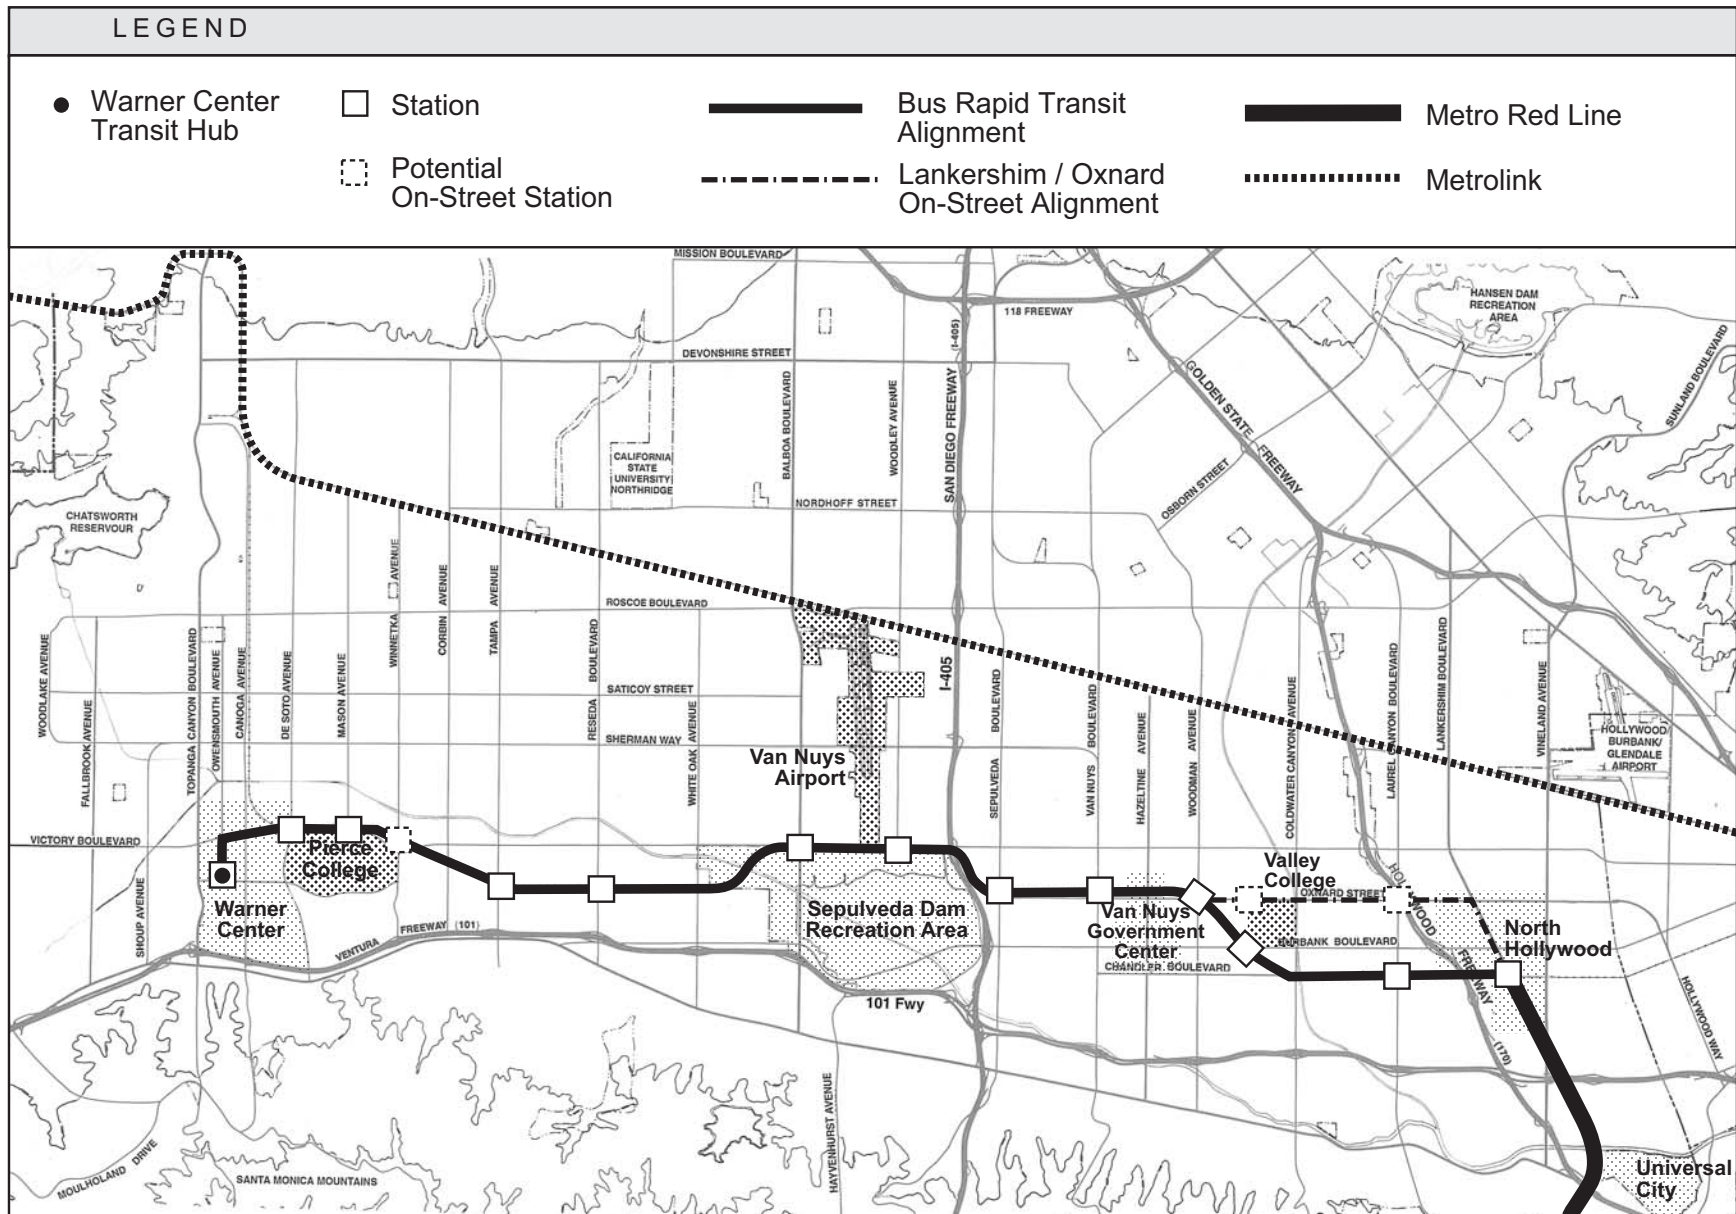 LEGEND
Warner Center
Transit Hub
Station
Potential
On-Street Station
Bus Rapid Transit
Alignment
Lankershim / Oxnard
On-Street Alignment
Metro Red Line
Metrolink
MISSION BOULEVARD
118 FREEWAY
(I-405)
HANSEN DAM
RECREATION
AREA
DEVONSHIRE STREET
SUNLAND BOULEVARD
BALBOA BOULEVARD
WOODLEY AVENUE
SAN DIEGO FREEWAY
GOLDEN STATE FREEWAY
CALIFORNIA
STATE
UNIVERSITY
NORTHRIDGE
OSBORN STREET
NORDHOFF STREET
CHATSWORTH
RESERVOUR
WINNETKA AVENUE
CORBIN AVENUE
TAMPA AVENUE
ROSCOE BOULEVARD
WOODLAKE AVENUE
FALLBROOK AVENUE
TOPANGA CANYON BOULEVARD
OWENSMOUTH AVENUE
CANOGA AVENUE
DE SOTO AVENUE
MASON AVENUE
RESEDA BOULEVARD
SATICOY STREET
SHERMAN WAY
WHITE OAK AVENUE
I-405
SEPULVEDA BOULEVARD
VAN NUYS BOULEVARD
HAZELTINE AVENUE
WOODMAN AVENUE
COLDWATER CANYON AVENUE
LAUREL CANYON BOULEVARD
LANKERSHIM BOULEVARD
VINELAND AVENUE
HOLLYWOOD/
BURBANK/
GLENDALE
AIRPORT
Van Nuys
Airport
VICTORY BOULEVARD
Pierce
College
Valley
College
OXNARD STREET
HOLLYWOOD FREEWAY
(170)
SHOUP AVENUE
Warner
Center
Sepulveda Dam
Recreation Area
Van Nuys
Government
Center
North
Hollywood
VENTURA FREEWAY (101)
BURBANK BOULEVARD
CHANDLER BOULEVARD
101 Fwy
HOLLYWOOD WAY
HAYVENHURST AVENUE
MOULHOLAND DRIVE
SANTA MONICA MOUNTAINS
Universal
City